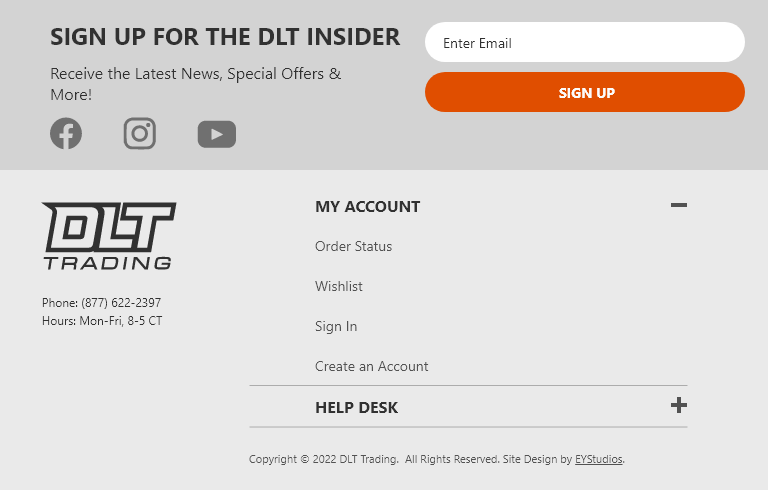 SIGN UP FOR THE DLT INSIDER
Receive the Latest News, Special Offers &
More!
Enter Email
SIGN UP
DLT
TRADING
Phone: (877) 622-2397
Hours: Mon-Fri, 8-5 CT
MY ACCOUNT
Order Status
Wishlist
Sign In
Create an Account
HELP DESK
Copyright © 2022 DLT Trading. All Rights Reserved. Site Design by EYStudios.